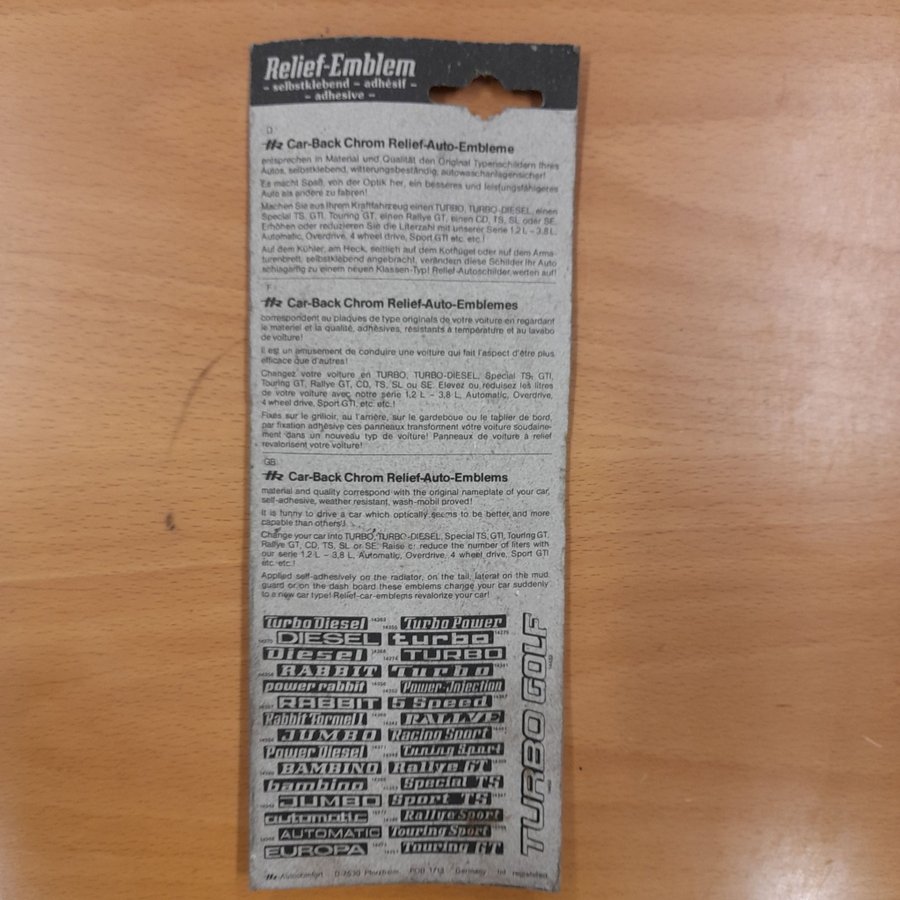 Relief-Emblem
– selbstklebend – adhésif –
– adhesive –
D
Hr Car-Back Chrom Relief-Auto-Embleme
entsprechen in Material und Qualität den Original Typenschildern Ihres
Autos, selbstklebend, witterungsbeständig, autowaschanlagensicher!
Es macht Spaß, von der Optik her, ein besseres und leistungsfähigeres
Auto als andere zu fahren!
Machen Sie aus Ihrem Kraftfahrzeug einen TURBO, TURBO-DIESEL, einen
Special TS, GTI, Touring GT, einen Rallye GT, einen CD, TS, SL oder SE.
Erhöhen oder reduzieren Sie die Literzahl mit unserer Serie 1,2 L – 3,8 L,
Automatic, Overdrive, 4 wheel drive, Sport GTI etc. etc.!
Auf dem Kühler, am Heck, seitlich auf dem Kotflügel oder auf dem Arma-
turenbrett, selbstklebend angebracht, verändern diese Schilder Ihr Auto
schlagartig zu einem neuen Klassen-Typ! Relief-Autoschilder werten auf!
F
Hr Car-Back Chrom Relief-Auto-Emblemes
correspondent au plaques de type originals de votre voiture en regardant
le materiel et la qualité, adhésives, résistants à température et au lavabo
de voiture!
Il est un amusement de conduire une voiture qui fait l'aspect d'être plus
efficace que d'autres!
Changez votre voiture en TURBO, TURBO-DIESEL, Special TS, GTI,
Touring GT, Rallye GT, CD, TS, SL ou SE. Elevez ou reduisez les litres
de votre voiture avec notre série 1,2 L – 3,8 L, Automatic, Overdrive,
4 wheel drive, Sport GTI, etc. etc.!
Fixés sur le grilloir, au l'arrière, sur le gardeboue ou le tablier de bord,
par fixation adhésive ces panneaux transforment vôtre voiture soudaine-
ment dans un nouveau typ de voiture! Panneaux de voiture à relief
revalorisent votre voiture!
GB
Hr Car-Back Chrom Relief-Auto-Emblems
material and quality correspond with the original nameplate of your car,
self-adhesive, weather resistant, wash-mobil proved!
It is funny to drive a car which optically seems to be better and more
capable than others!
Change your car into TURBO, TURBO-DIESEL, Special TS, GTI, Touring GT,
Rallye GT, CD, TS, SL or SE. Raise or reduce the number of liters with
our serie 1,2 L – 3,8 L, Automatic, Overdrive, 4 wheel drive, Sport GTI
etc. etc.!
Applied self-adhesively on the radiator, on the tail, lateral on the mud
guard or on the dash board these emblems change your car suddenly
to a new car type! Relief-car-emblems revalorize your car!
Turbo Diesel Turbo Power
DIESEL turbo
Diesel TURBO
RABBIT Turbo
power rabbit Power-Injection
RABBIT 5 Speed
Rabbit Formel 1 RALLYE
JUMBO Racing Sport
Power Diesel Tuning Sport
BAMBINO Rallye GT
bambino Special TS
JUMBO Sport TS
automatic Rallye Sport
AUTOMATIC Touring Sport
EUROPA Touring GT
TURBO GOLF
Hr Autocomfort D-7530 Pforzheim POB 1713 Germany int registrated